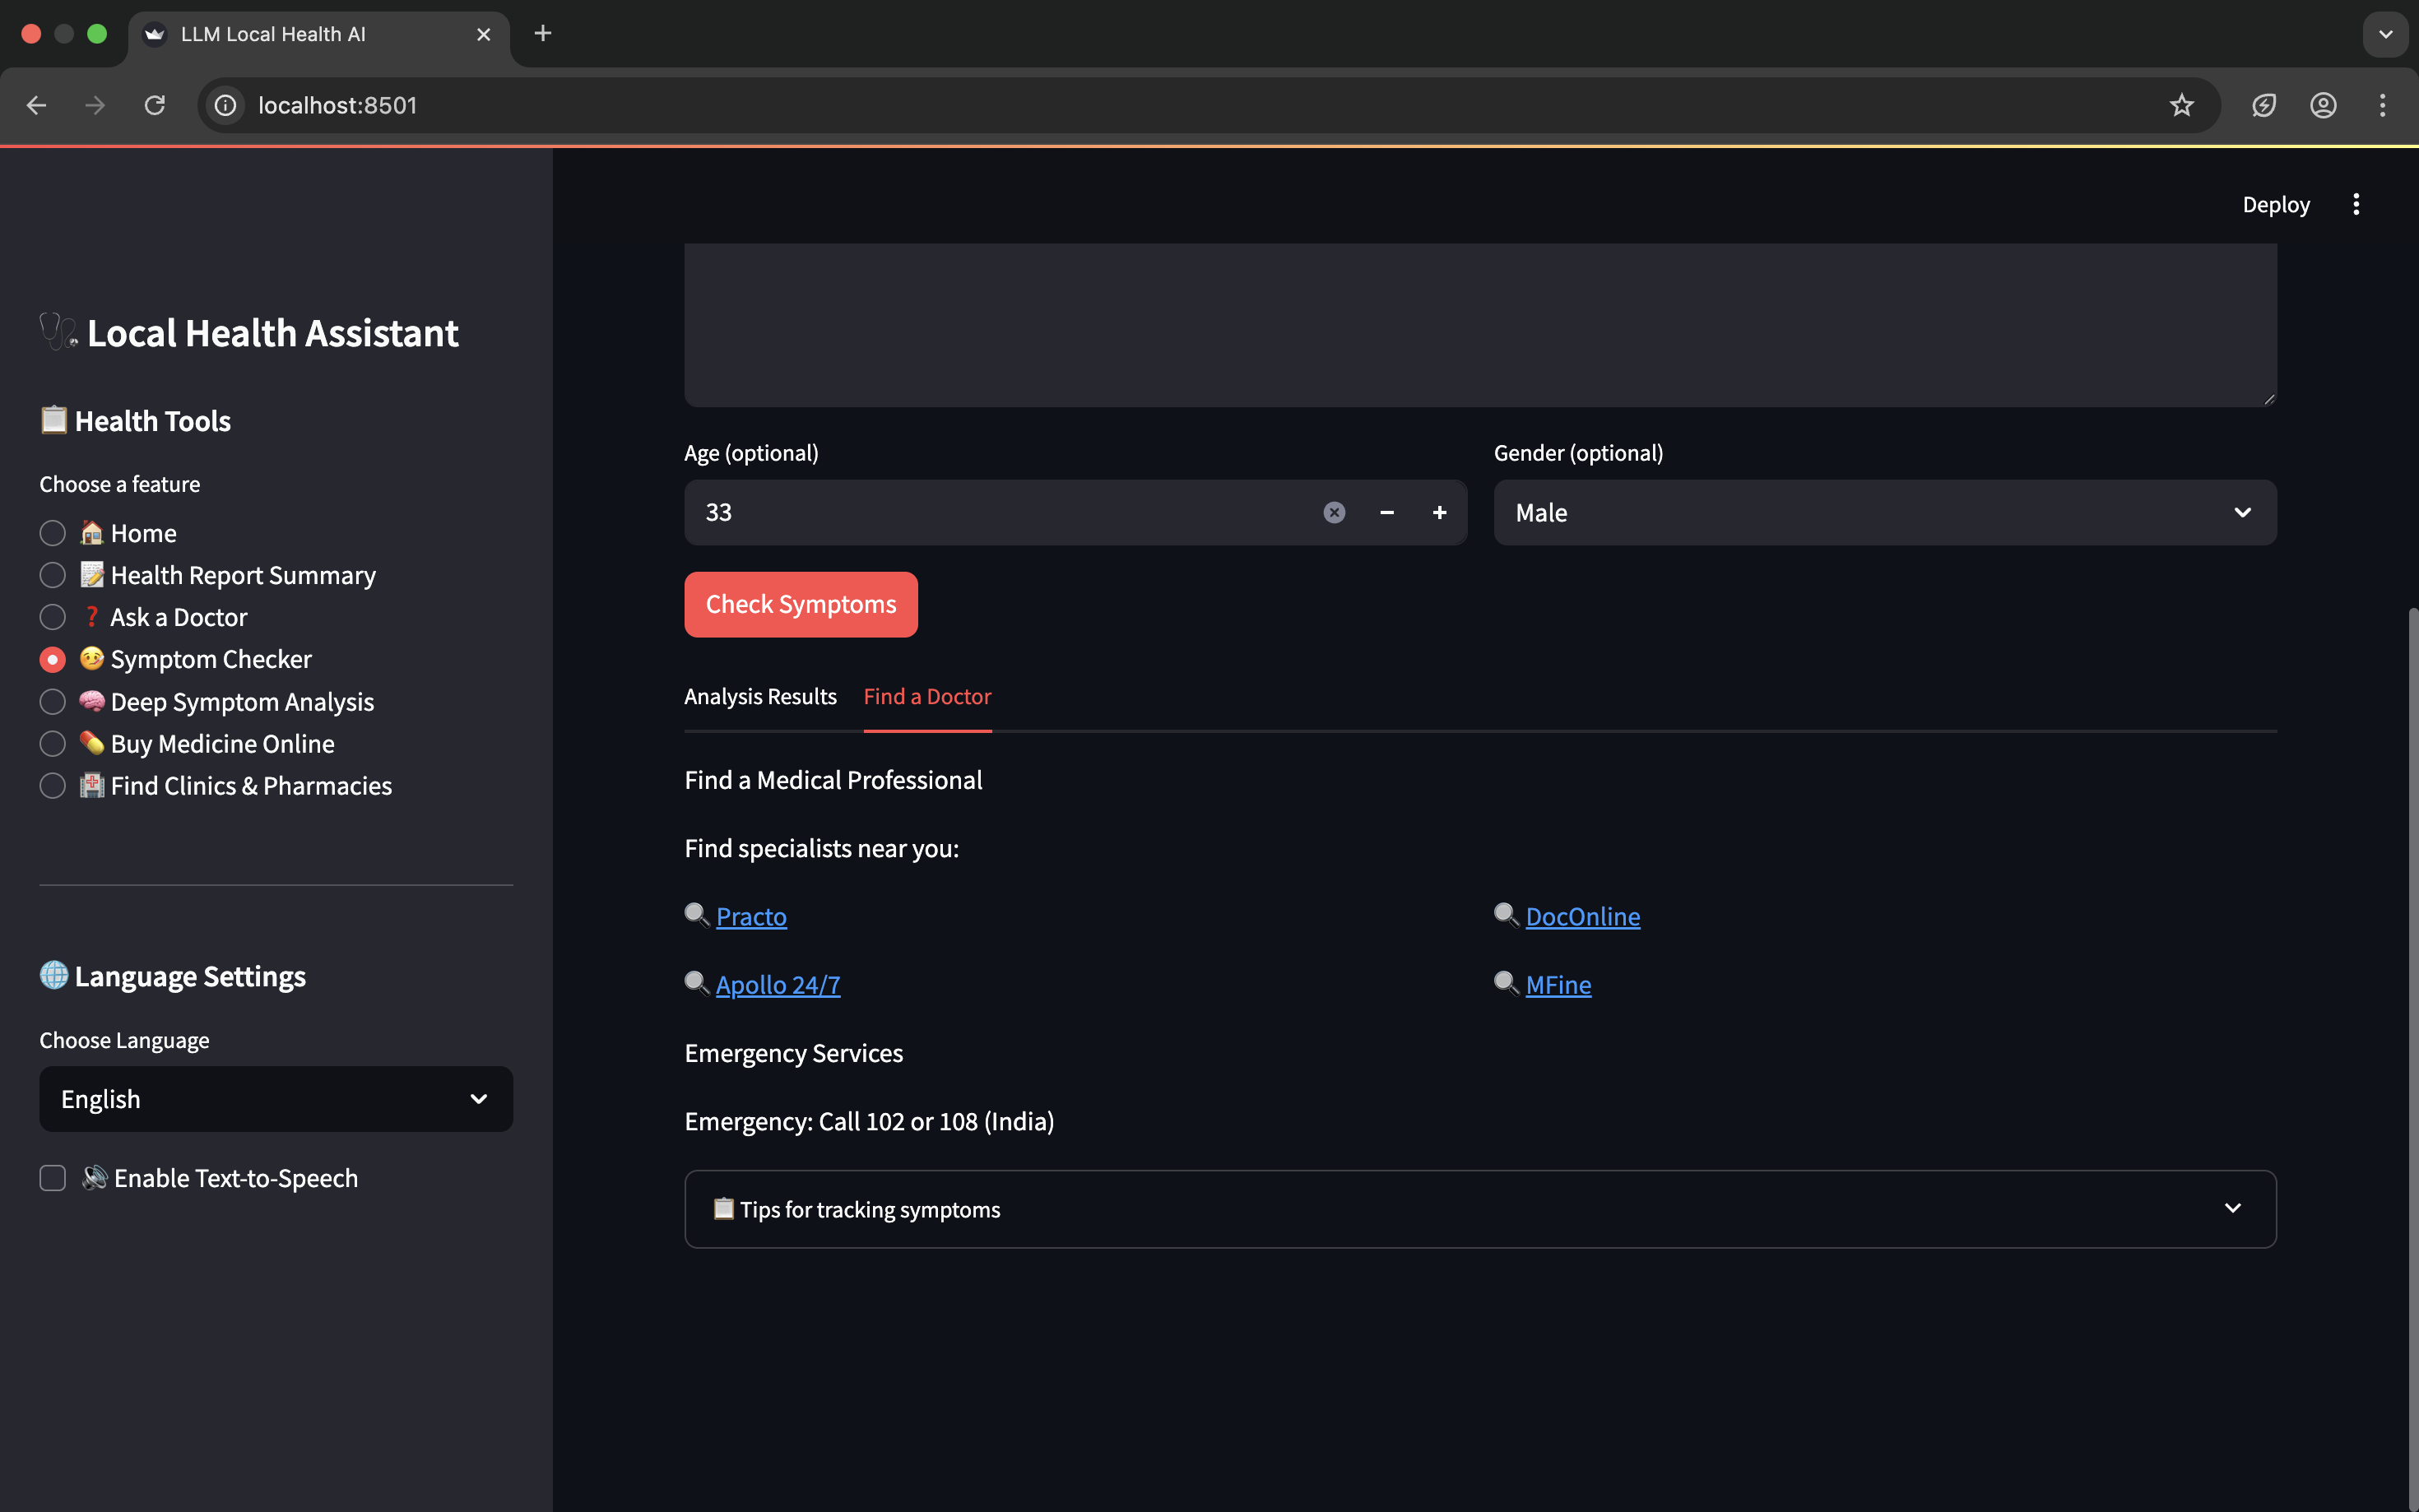 LLM Local Health AI
localhost:8501
Deploy
Local Health Assistant
Health Tools
Choose a feature
Home
Health Report Summary
Ask a Doctor
Symptom Checker
Deep Symptom Analysis
Buy Medicine Online
Find Clinics & Pharmacies
Language Settings
Choose Language
English
Enable Text-to-Speech
Age (optional)
Gender (optional)
33
Male
Check Symptoms
Analysis Results
Find a Doctor
Find a Medical Professional
Find specialists near you:
Practo
DocOnline
Apollo 24/7
MFine
Emergency Services
Emergency: Call 102 or 108 (India)
Tips for tracking symptoms